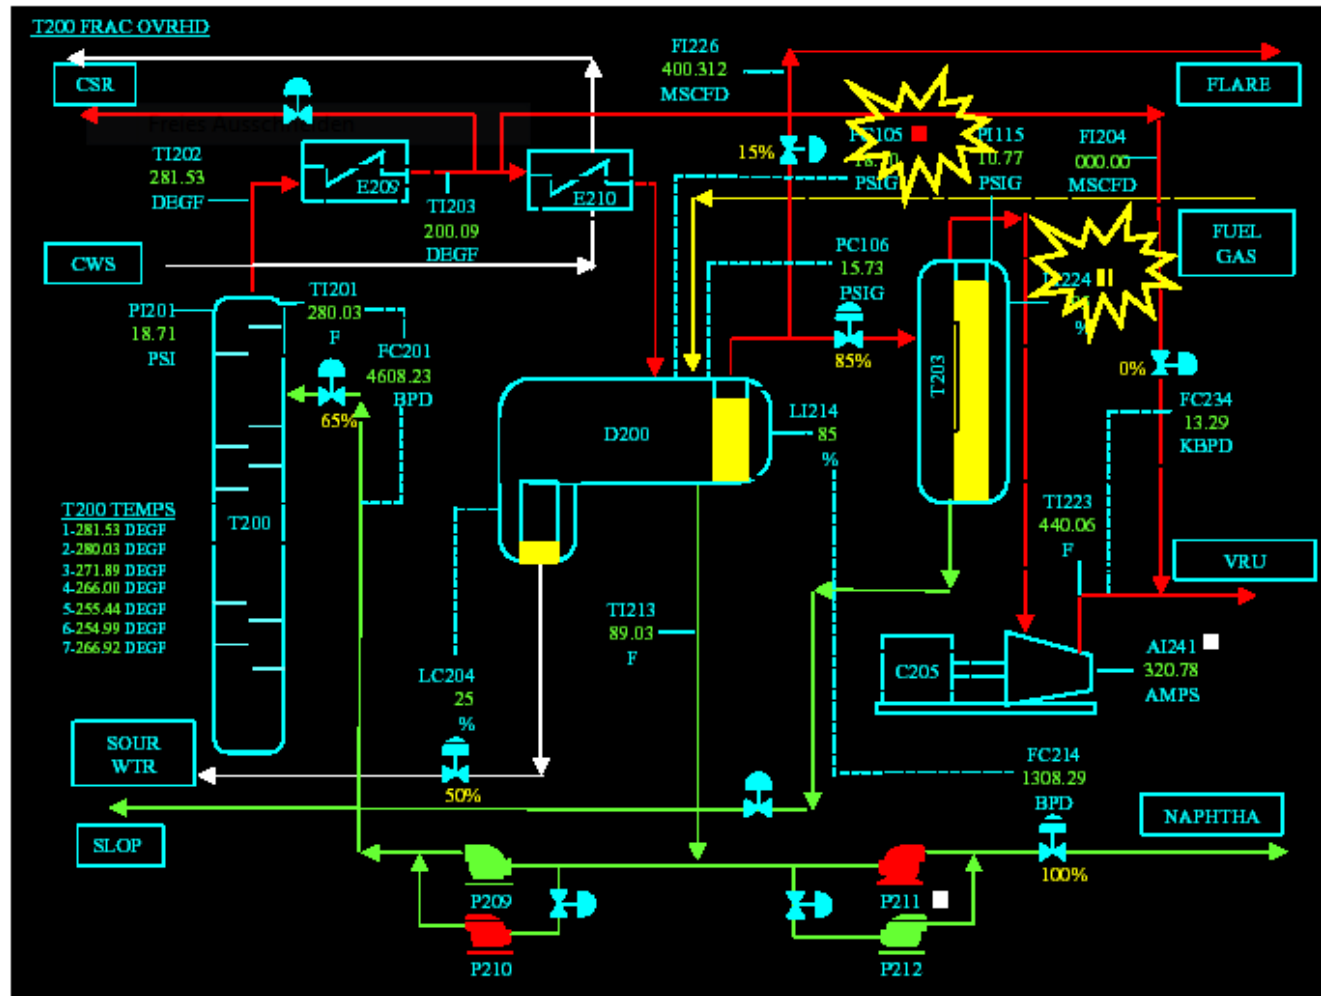 T200 FRAC OVRHD
CSR
FI226
400.312
MSCFD
FLARE
Freies Ausschneiden
TI202
281.53
DEGF
E209
TI203
200.09
DEGF
E210
15%
PSIG
PI115
10.77
PSIG
FI204
000.00
MSCFD
CWS
PC106
15.73
PSIG
85%
FUEL
GAS
%
PI201
18.71
PSI
TI201
280.03
F
FC201
4608.23
BPD
65%
T203
0%
FC234
13.29
KBPD
D200
LI214
85
%
T200 TEMPS
1-281.53 DEGF
2-280.03 DEGF
3-271.89 DEGF
4-266.00 DEGF
5-255.44 DEGF
6-254.99 DEGF
7-266.92 DEGF
T200
TI223
440.06
F
VRU
TI213
89.03
F
LC204
25
%
50%
C205
AI241
320.78
AMPS
SOUR
WTR
FC214
1308.29
BPD
100%
NAPHTHA
SLOP
P209
P211
P210
P212